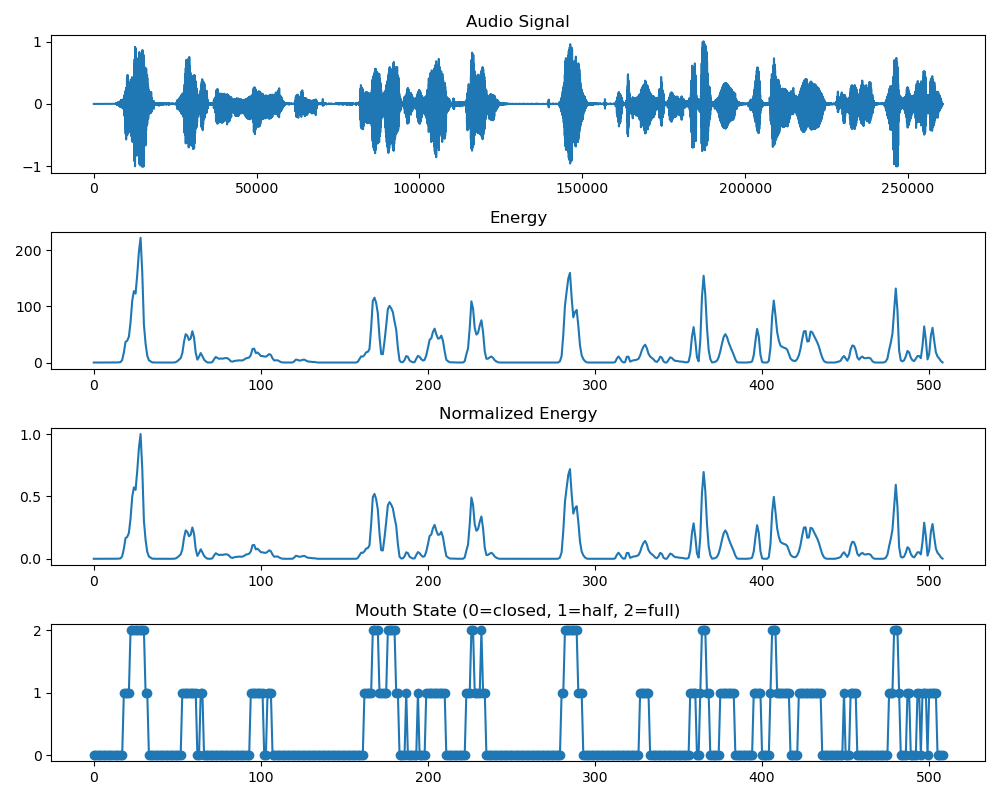 Audio Signal
1
0
−1
0 50000 100000 150000 200000 250000
Energy
200
100
0
0 100 200 300 400 500
Normalized Energy
1.0
0.5
0.0
0 100 200 300 400 500
Mouth State (0=closed, 1=half, 2=full)
2
1
0
0 100 200 300 400 500